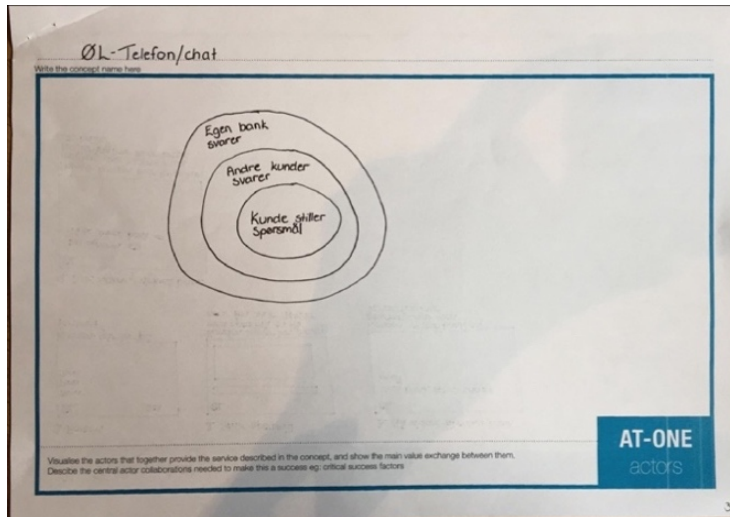 ØL-Telefon/chat
Write the concept name here
Egen bank
svarer
Andre kunder
svarer
Kunde stiller
Spørsmål
AT-ONE
actors
Visualise the actors that together provide the service described in the concept, and show the main value exchange between them.
Describe the central actor collaborations needed to make this a success eg: critical success factors